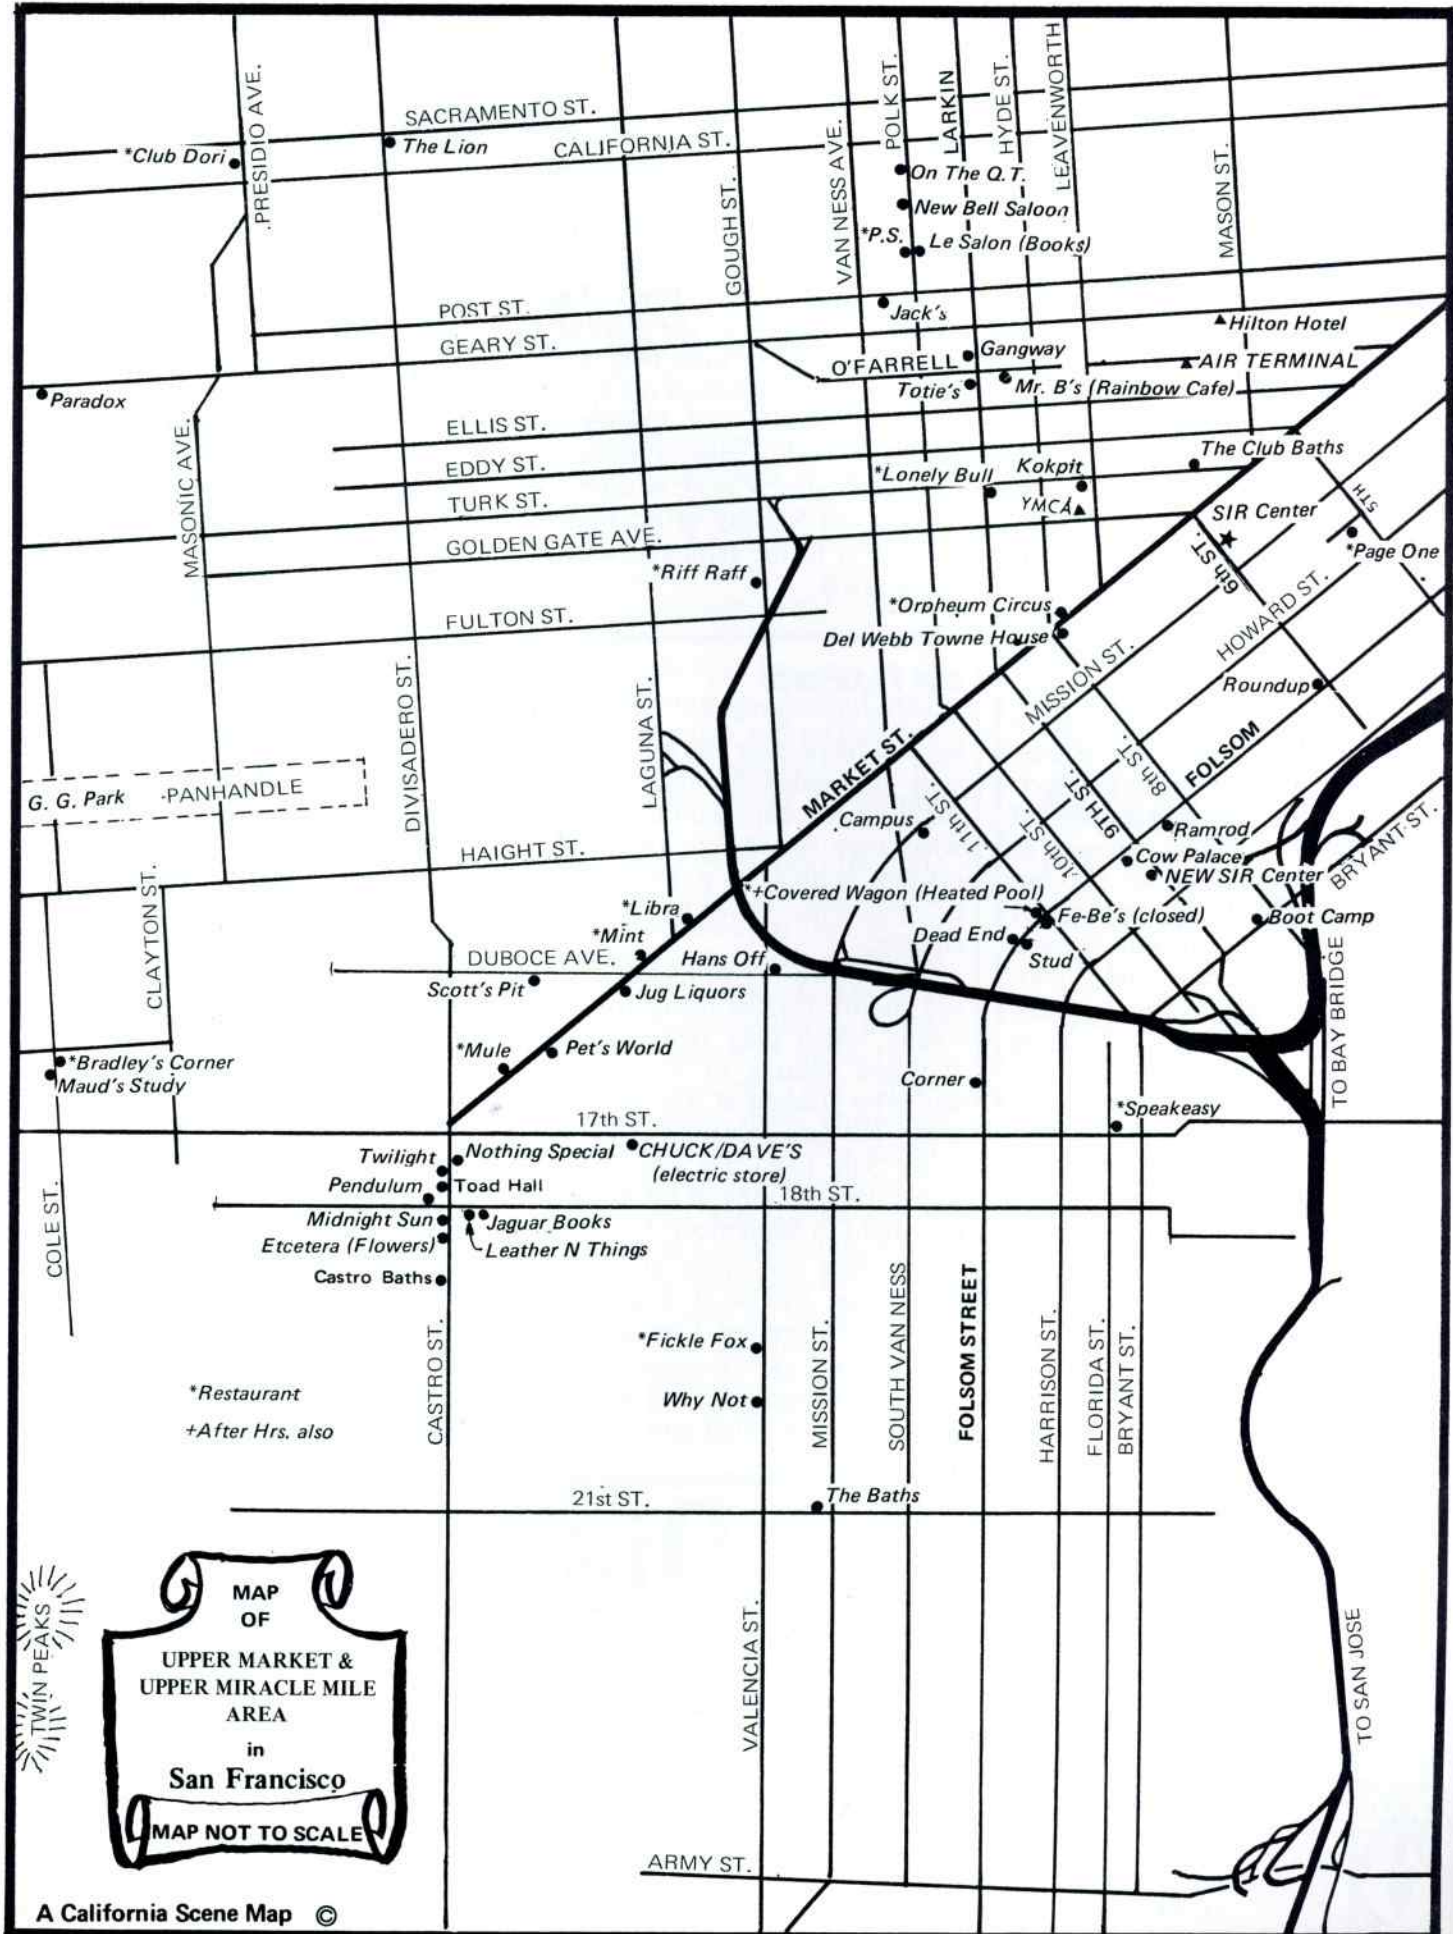 PRESIDIO AVE.
SACRAMENTO ST.
*Club Dori
The Lion
CALIFORNIA ST.
GOUGH ST.
VAN NESS AVE.
POLK ST.
LARKIN
HYDE ST.
LEAVENWORTH
MASON ST.
On The Q.T.
New Bell Saloon
*P.S.
Le Salon (Books)
POST ST.
Jack's
Hilton Hotel
GEARY ST.
O'FARRELL
Gangway
AIR TERMINAL
Paradox
Totie's
Mr. B's (Rainbow Cafe)
MASONIC AVE.
ELLIS ST.
EDDY ST.
*Lonely Bull
Kokpit
The Club Baths
TURK ST.
YMCA
SIR Center
5TH
GOLDEN GATE AVE.
6th ST.
*Page One
*Riff Raff
*Orpheum Circus
HOWARD ST.
FULTON ST.
Del Webb Towne House
MISSION ST.
Roundup
DIVISADERO ST.
LAGUNA ST.
MARKET ST.
8th ST.
FOLSOM
G. G. Park -PANHANDLE
9TH ST.
Campus
11th ST.
10th ST.
Ramrod
BRYANT ST.
HAIGHT ST.
Cow Palace
NEW SIR Center
CLAYTON ST.
*+Covered Wagon (Heated Pool)
*Libra
Fe-Be's (closed)
Boot Camp
*Mint
Dead End
DUBOCE AVE.
Hans Off
Stud
Scott's Pit
Jug Liquors
TO BAY BRIDGE
*Mule
Pet's World
*Bradley's Corner
Maud's Study
Corner
*Speakeasy
17th ST.
Twilight
Nothing Special
CHUCK/DAVE'S
(electric store)
Pendulum
Toad Hall
18th ST.
COLE ST.
Midnight Sun
Jaguar Books
Etcetera (Flowers)
Leather N Things
Castro Baths
CASTRO ST.
*Fickle Fox
MISSION ST.
SOUTH VAN NESS
FOLSOM STREET
HARRISON ST.
FLORIDA ST.
BRYANT ST.
*Restaurant
Why Not
+After Hrs. also
21st ST.
The Baths
TWIN PEAKS
VALENCIA ST.
TO SAN JOSE
MAP
OF
UPPER MARKET &
UPPER MIRACLE MILE
AREA
in
San Francisco
MAP NOT TO SCALE
ARMY ST.
A California Scene Map ©